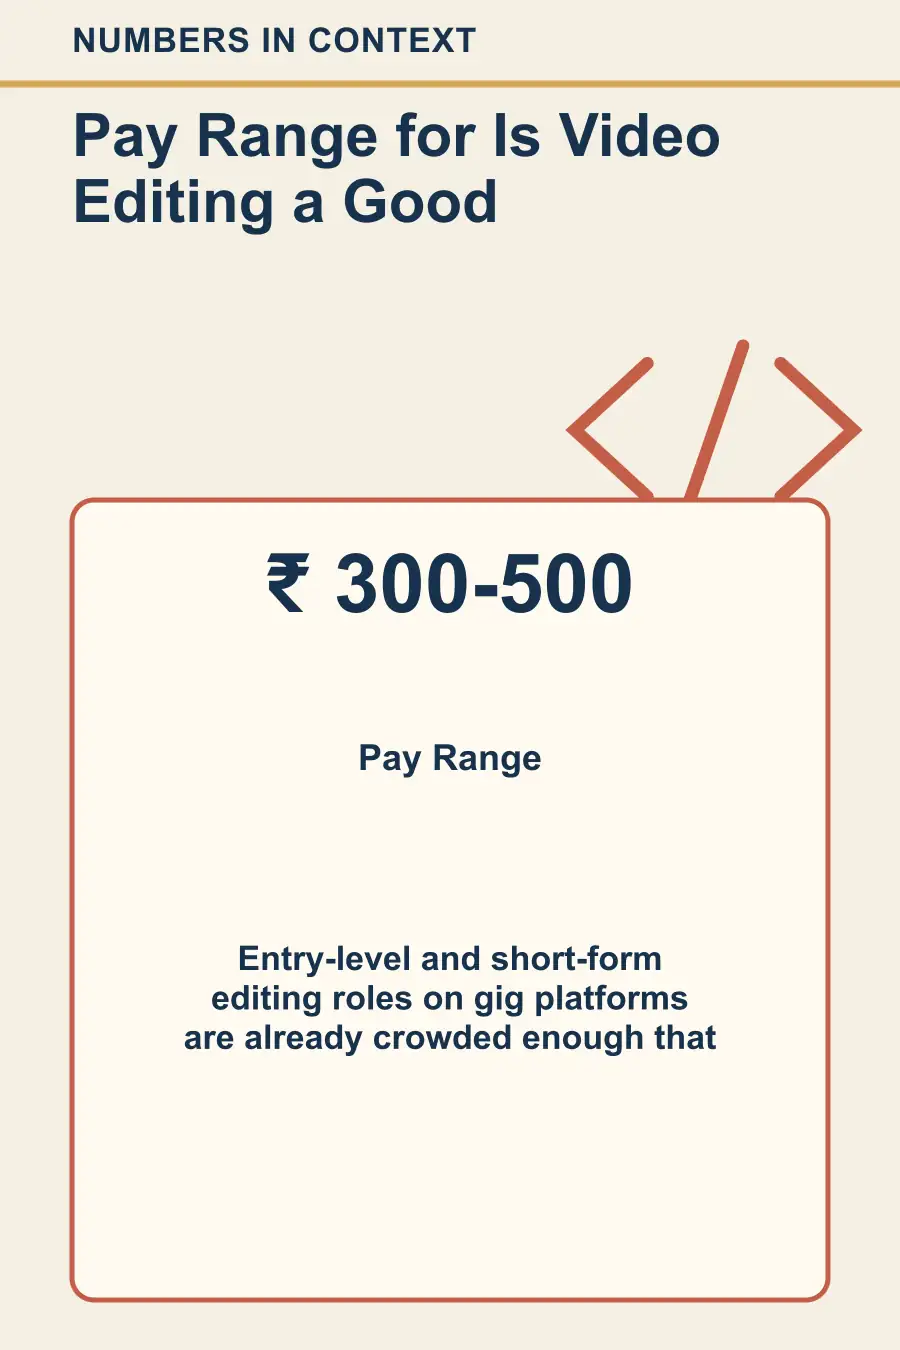 NUMBERS IN CONTEXT
Pay Range for Is Video
Editing a Good
₹ 300-500
Pay Range
Entry-level and short-form
editing roles on gig platforms
are already crowded enough that